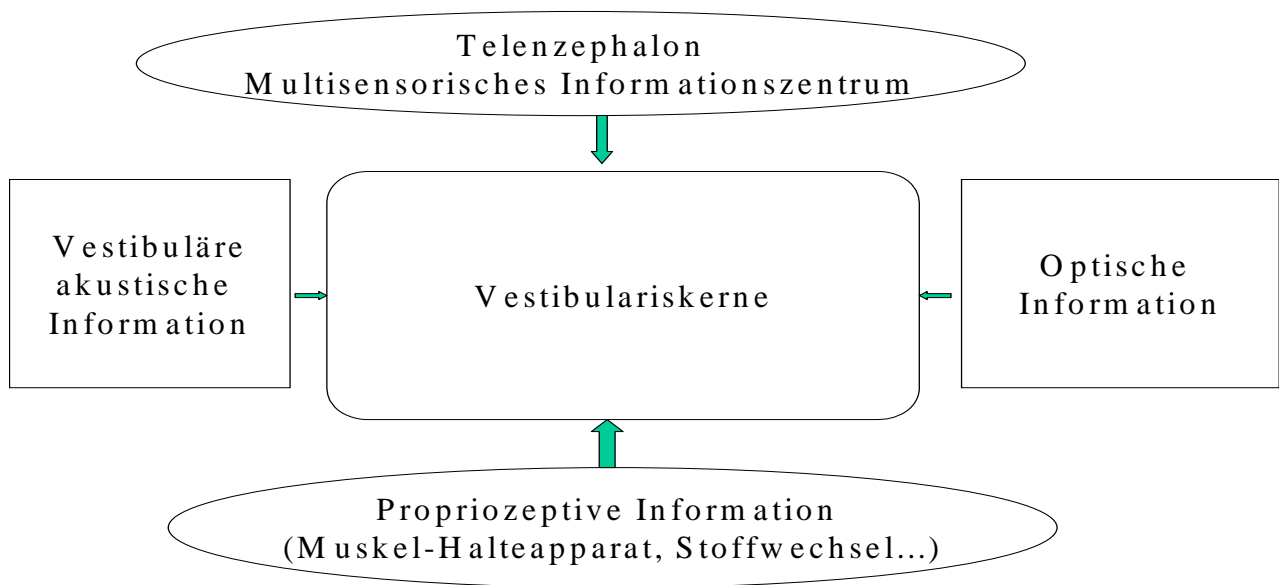 Telenzephalon
Multisensorisches Informationszentrum
Vestibuläre
akustische
Information
Vestibulariskerne
Optische
Information
Propriozeptive Information
(Muskel-Halteapparat, Stoffwechsel...)